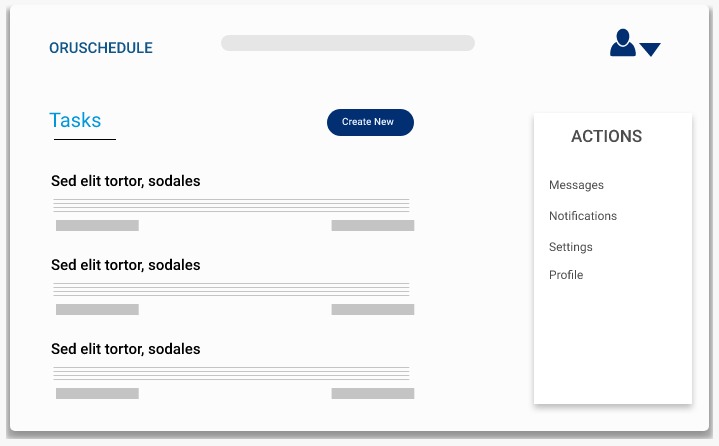 ORUSCHEDULE
Tasks
Create New
Sed elit tortor, sodales
Sed elit tortor, sodales
Sed elit tortor, sodales
ACTIONS
Messages
Notifications
Settings
Profile